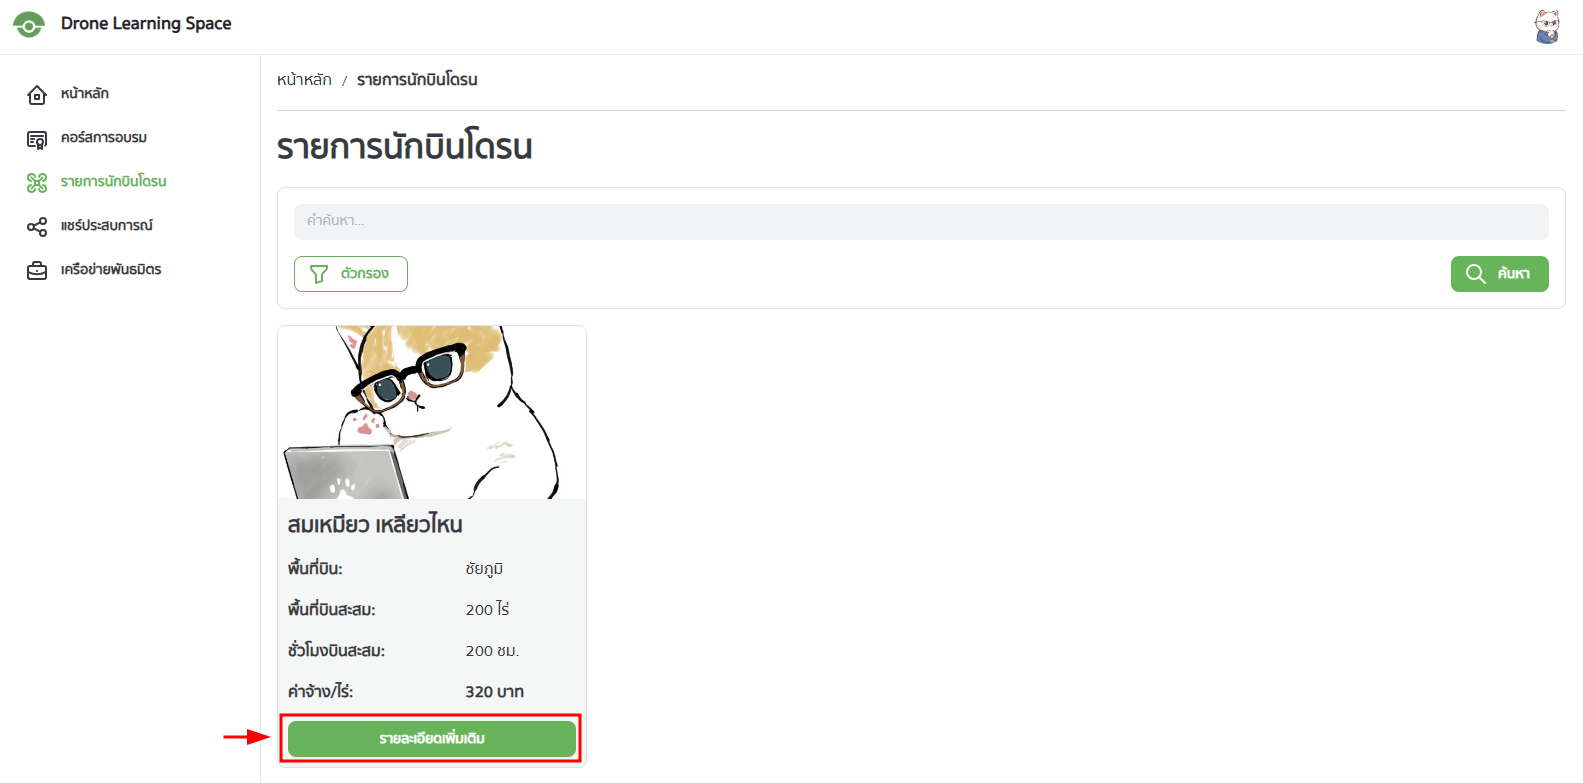 Drone Learning Space
หน้าหลัก
คอร์สการอบรม
รายการนักบินโดรน
แชร์ประสบการณ์
เครือข่ายพันธมิตร
หน้าหลัก / รายการนักบินโดรน
รายการนักบินโดรน
คำค้นหา...
ตัวกรอง
ค้นหา
สมเหมียว เหลียวไหน
พื้นที่บิน: ชัยภูมิ
พื้นที่บินสะสม: 200 ไร่
ชั่วโมงบินสะสม: 200 ชม.
ค่าจ้าง/ไร่: 320 บาท
รายละเอียดเพิ่มเติม